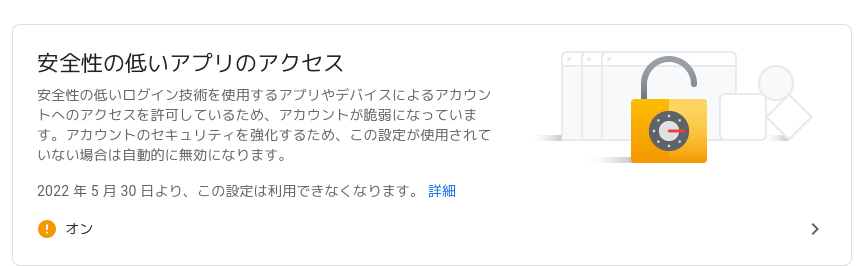 安全性の低いアプリのアクセス
安全性の低いログイン技術を使用するアプリやデバイスによるアカウン
トへのアクセスを許可しているため、アカウントが脆弱になっていま
す。アカウントのセキュリティを強化するため、この設定が使用されて
いない場合は自動的に無効になります。
2022 年 5 月 30 日より、この設定は利用できなくなります。 詳細
オン